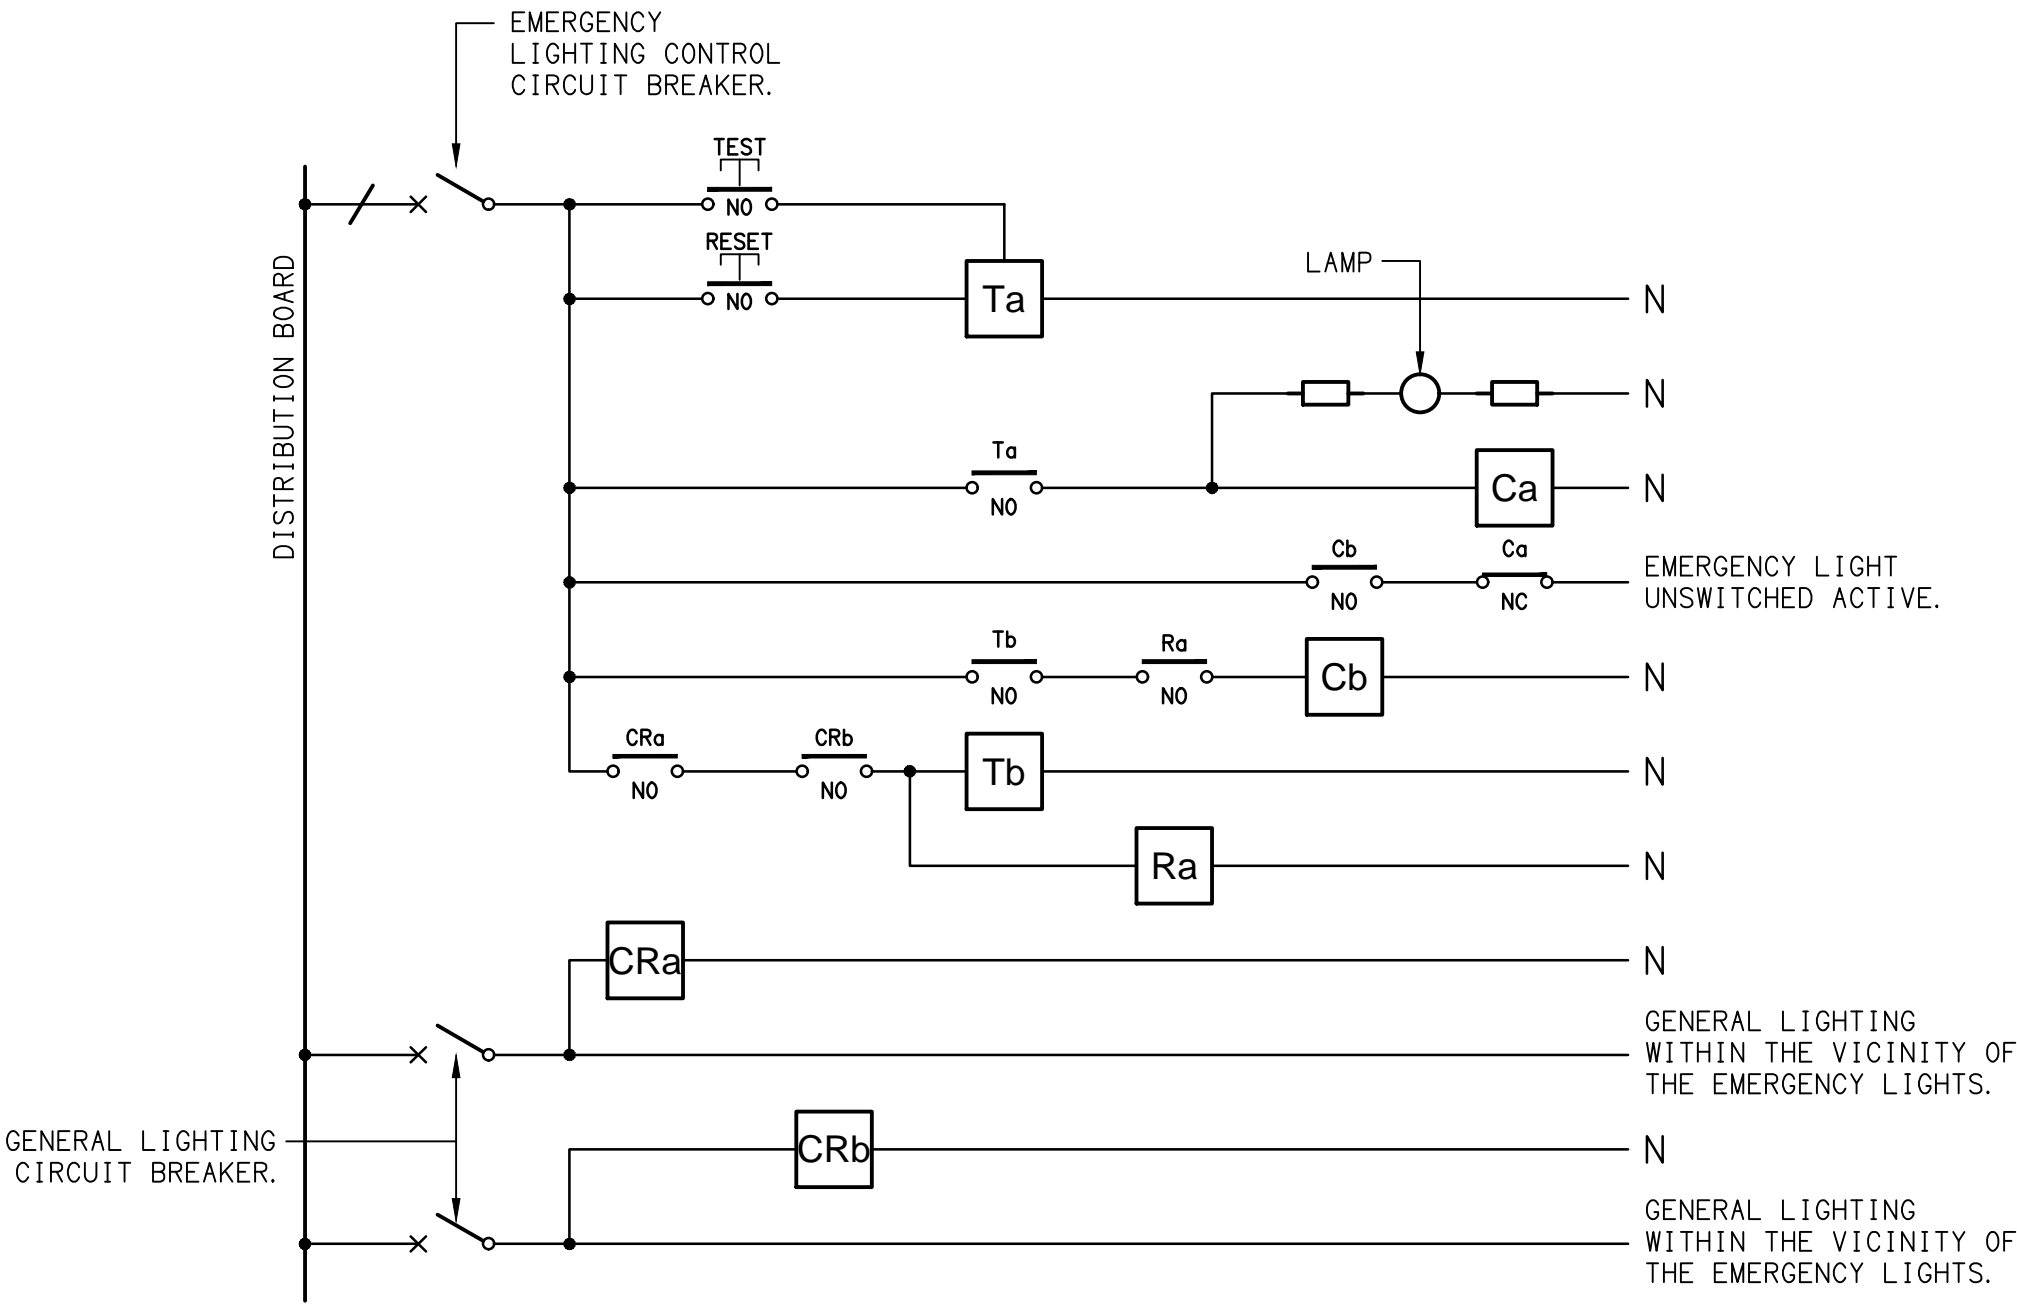 EMERGENCY
LIGHTING CONTROL
CIRCUIT BREAKER.
TEST
NO
RESET
NO
Ta
N
LAMP
N
DISTRIBUTION BOARD
Ta
NO
Ca
N
Cb
NO
Ca
NC
EMERGENCY LIGHT
UNSWITCHED ACTIVE.
Tb
NO
Ra
NO
Cb
N
CRa
NO
CRb
NO
Tb
N
Ra
N
CRa
N
GENERAL LIGHTING
WITHIN THE VICINITY OF
THE EMERGENCY LIGHTS.
GENERAL LIGHTING
CIRCUIT BREAKER.
CRb
N
GENERAL LIGHTING
WITHIN THE VICINITY OF
THE EMERGENCY LIGHTS.